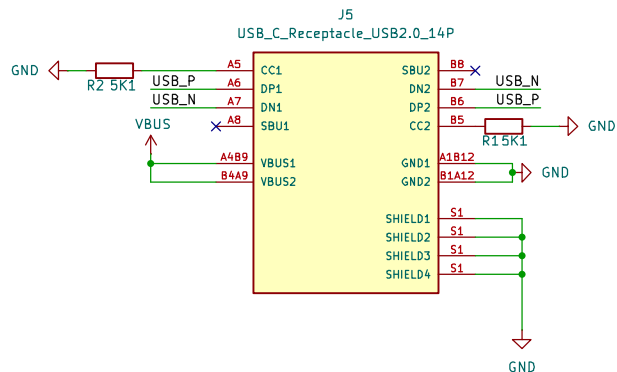 J5
USB_C_Receptacle_USB2.0_14P
GND
R2 5K1
A5 CC1
SBU2 B8
USB_P A6 DP1
DN2 B7 USB_N
USB_N A7 DN1
DP2 B6 USB_P
A8 SBU1
CC2 B5
R1 5K1
GND
VBUS
A4B9 VBUS1
GND1 A1B12
B4A9 VBUS2
GND2 B1A12
GND
SHIELD1 S1
SHIELD2 S1
SHIELD3 S1
SHIELD4 S1
GND